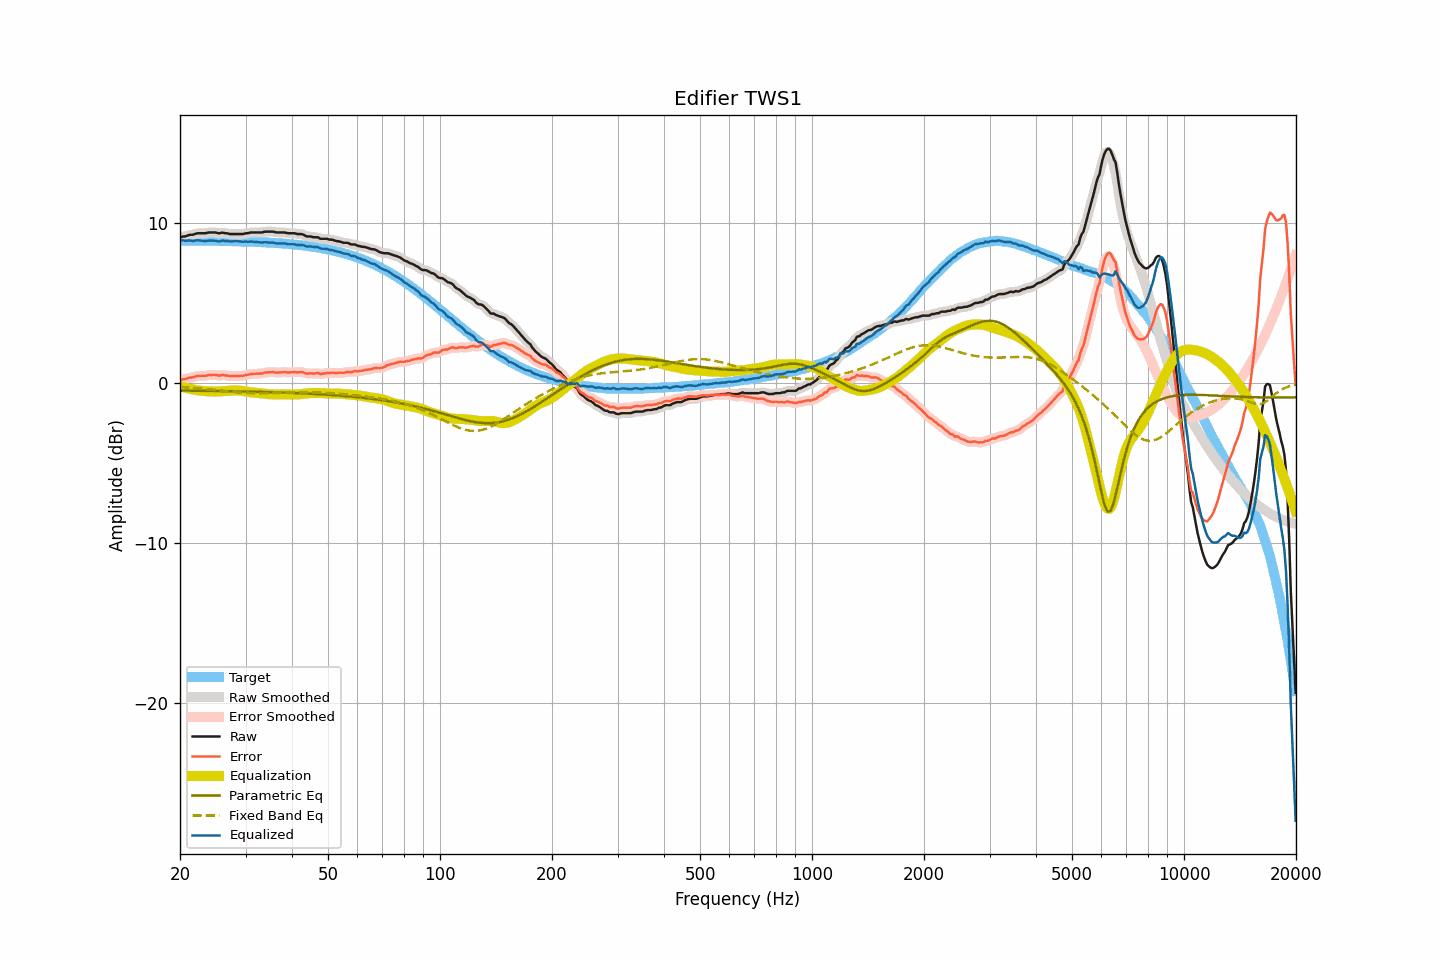 Edifier TWS1
Amplitude (dBr)
10
0
−10
−20
Target
Raw Smoothed
Error Smoothed
Raw
Error
Equalization
Parametric Eq
Fixed Band Eq
Equalized
20 50 100 200 500 1000 2000 5000 10000 20000
Frequency (Hz)